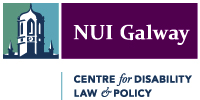 NUI Galway
CENTRE for DISABILITY
LAW & POLICY